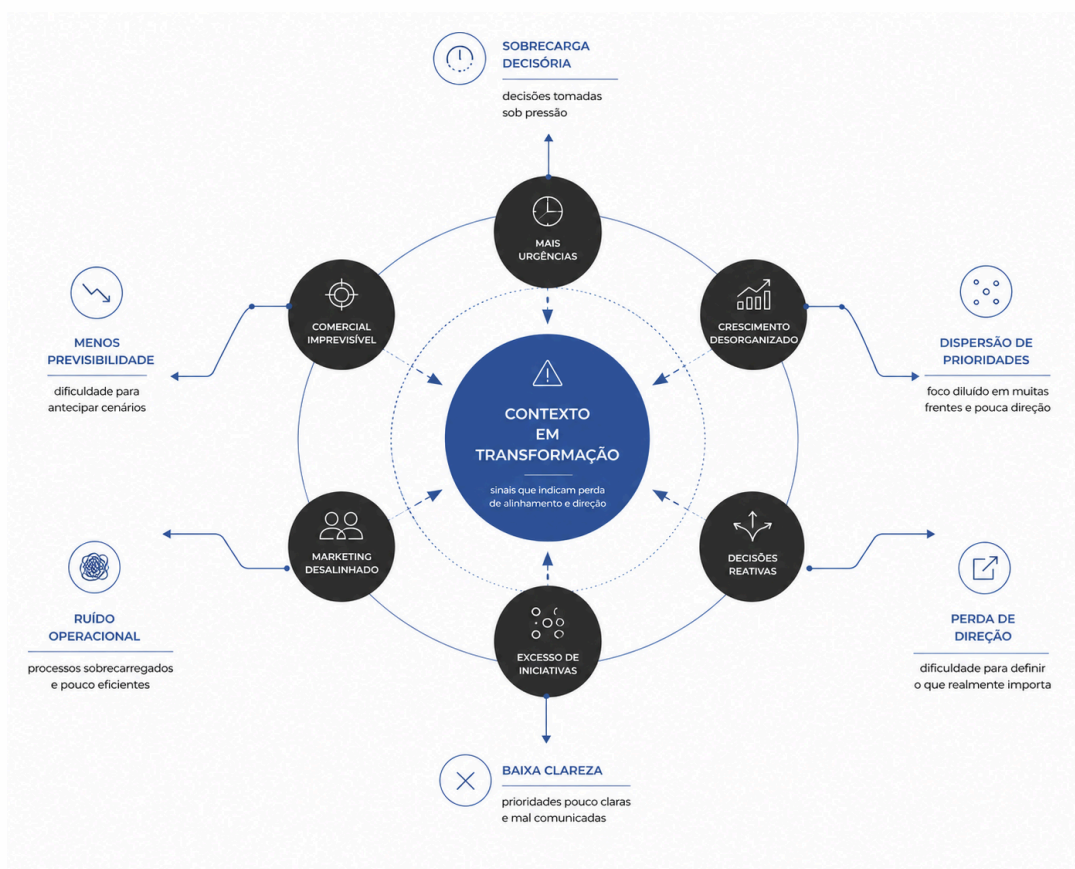 SOBRECARGA
DECISÓRIA
decisões tomadas
sob pressão
MAIS
URGÊNCIAS
COMERCIAL
IMPREVISÍVEL
CRESCIMENTO
DESORGANIZADO
MENOS
PREVISIBILIDADE
dificuldade para
antecipar cenários
DISPERSÃO DE
PRIORIDADES
foco diluído em muitas
frentes e pouca direção
CONTEXTO
EM
TRANSFORMAÇÃO
sinais que indicam perda
de alinhamento e direção
MARKETING
DESALINHADO
DECISÕES
REATIVAS
RUÍDO
OPERACIONAL
processos sobrecarregados
e pouco eficientes
PERDA DE
DIREÇÃO
dificuldade para definir
o que realmente importa
EXCESSO DE
INICIATIVAS
BAIXA CLAREZA
prioridades pouco claras
e mal comunicadas